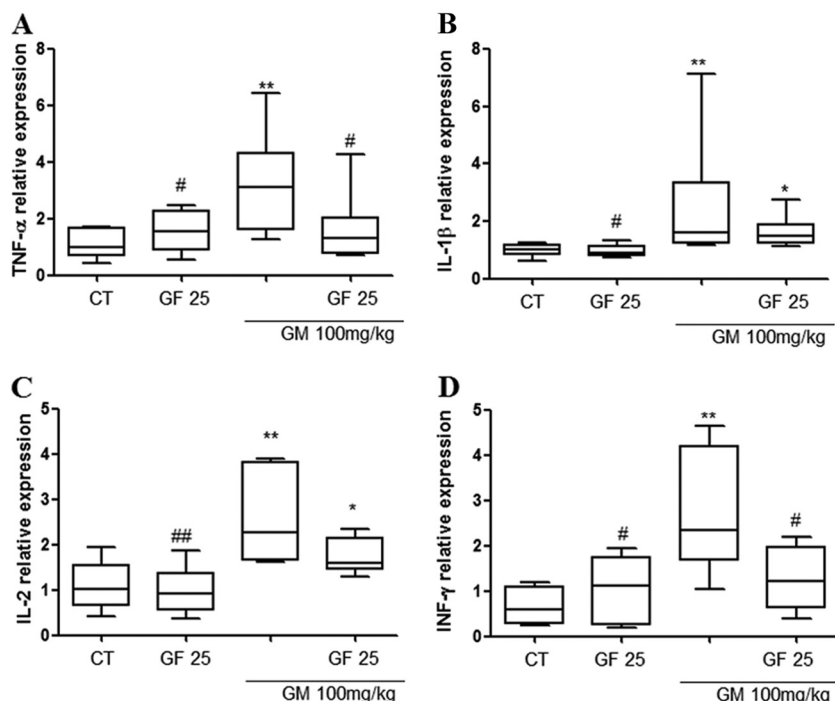 A
TNF-α relative expression
8
6
4
2
0
**
#
#
CT
GF 25
GF 25
GM 100mg/kg
B
IL-1β relative expression
8
6
4
2
0
**
#
*
CT
GF 25
GF 25
GM 100mg/kg
C
IL-2 relative expression
5
4
3
2
1
0
**
##
*
CT
GF 25
GF 25
GM 100mg/kg
D
INF-γ relative expression
5
4
3
2
1
0
**
#
#
CT
GF 25
GF 25
GM 100mg/kg